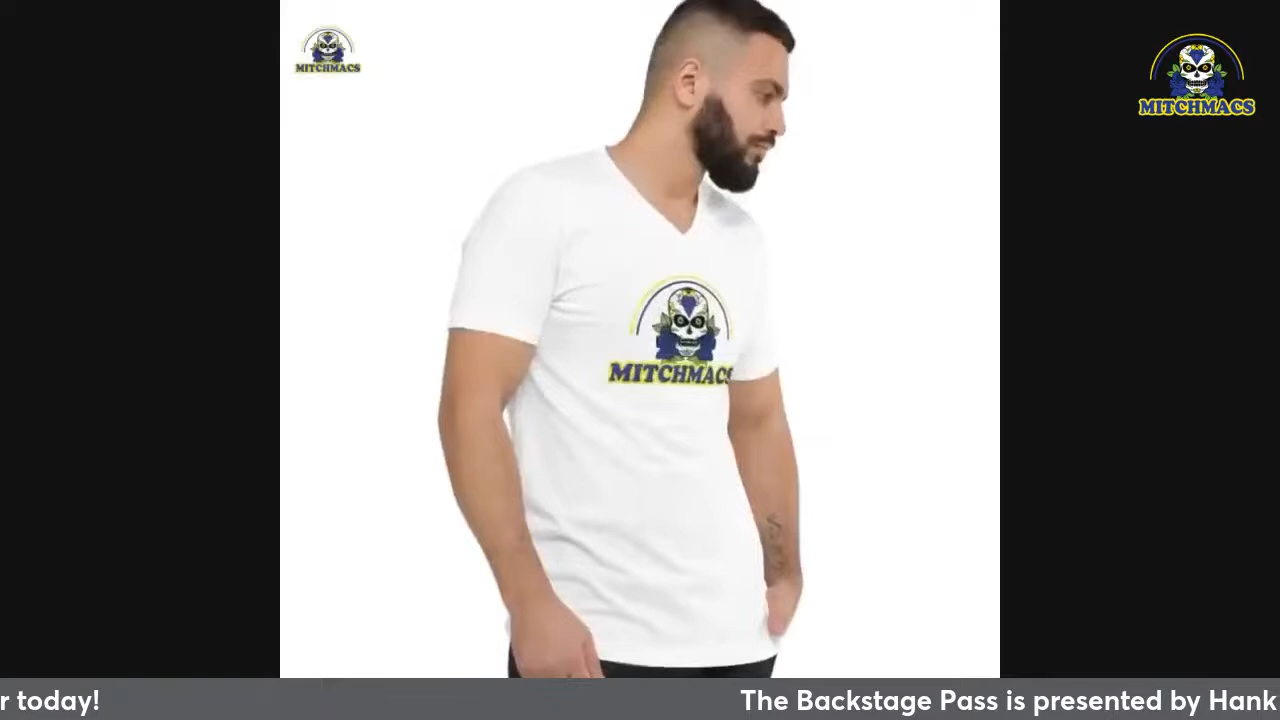 MITCHMACS
MITCHMACS
MITCHMACS
r today!
The Backstage Pass is presented by Hank